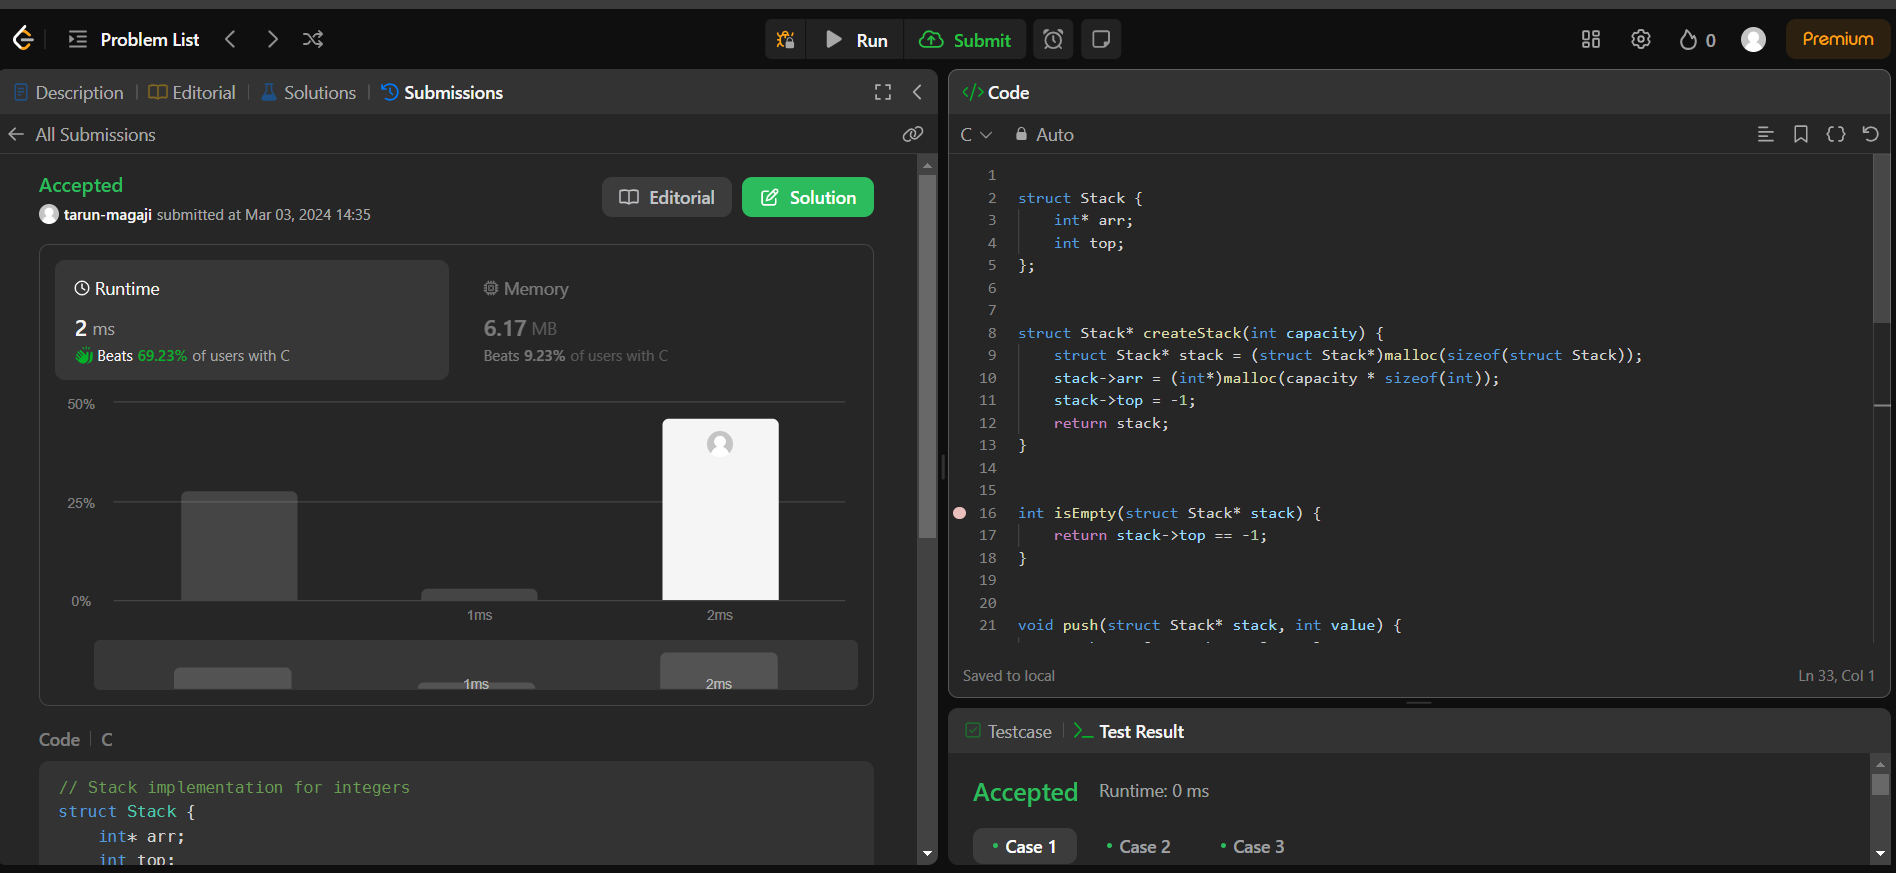 Problem List
Run
Submit
0
Premium
Description
Editorial
Solutions
Submissions
All Submissions
Accepted
tarun-magaji submitted at Mar 03, 2024 14:35
Editorial
Solution
Runtime
2 ms
Beats 69.23% of users with C
Memory
6.17 MB
Beats 9.23% of users with C
50%
25%
0%
1ms
2ms
1ms
2ms
Code
C
// Stack implementation for integers
struct Stack {
int* arr;
int top;
Code
C
Auto
1
2 struct Stack {
3 int* arr;
4 int top;
5 };
6
7
8 struct Stack* createStack(int capacity) {
9 struct Stack* stack = (struct Stack*)malloc(sizeof(struct Stack));
10 stack->arr = (int*)malloc(capacity * sizeof(int));
11 stack->top = -1;
12 return stack;
13 }
14
15
16 int isEmpty(struct Stack* stack) {
17 return stack->top == -1;
18 }
19
20
21 void push(struct Stack* stack, int value) {
Saved to local
Ln 33, Col 1
Testcase
Test Result
Accepted
Runtime: 0 ms
Case 1
Case 2
Case 3